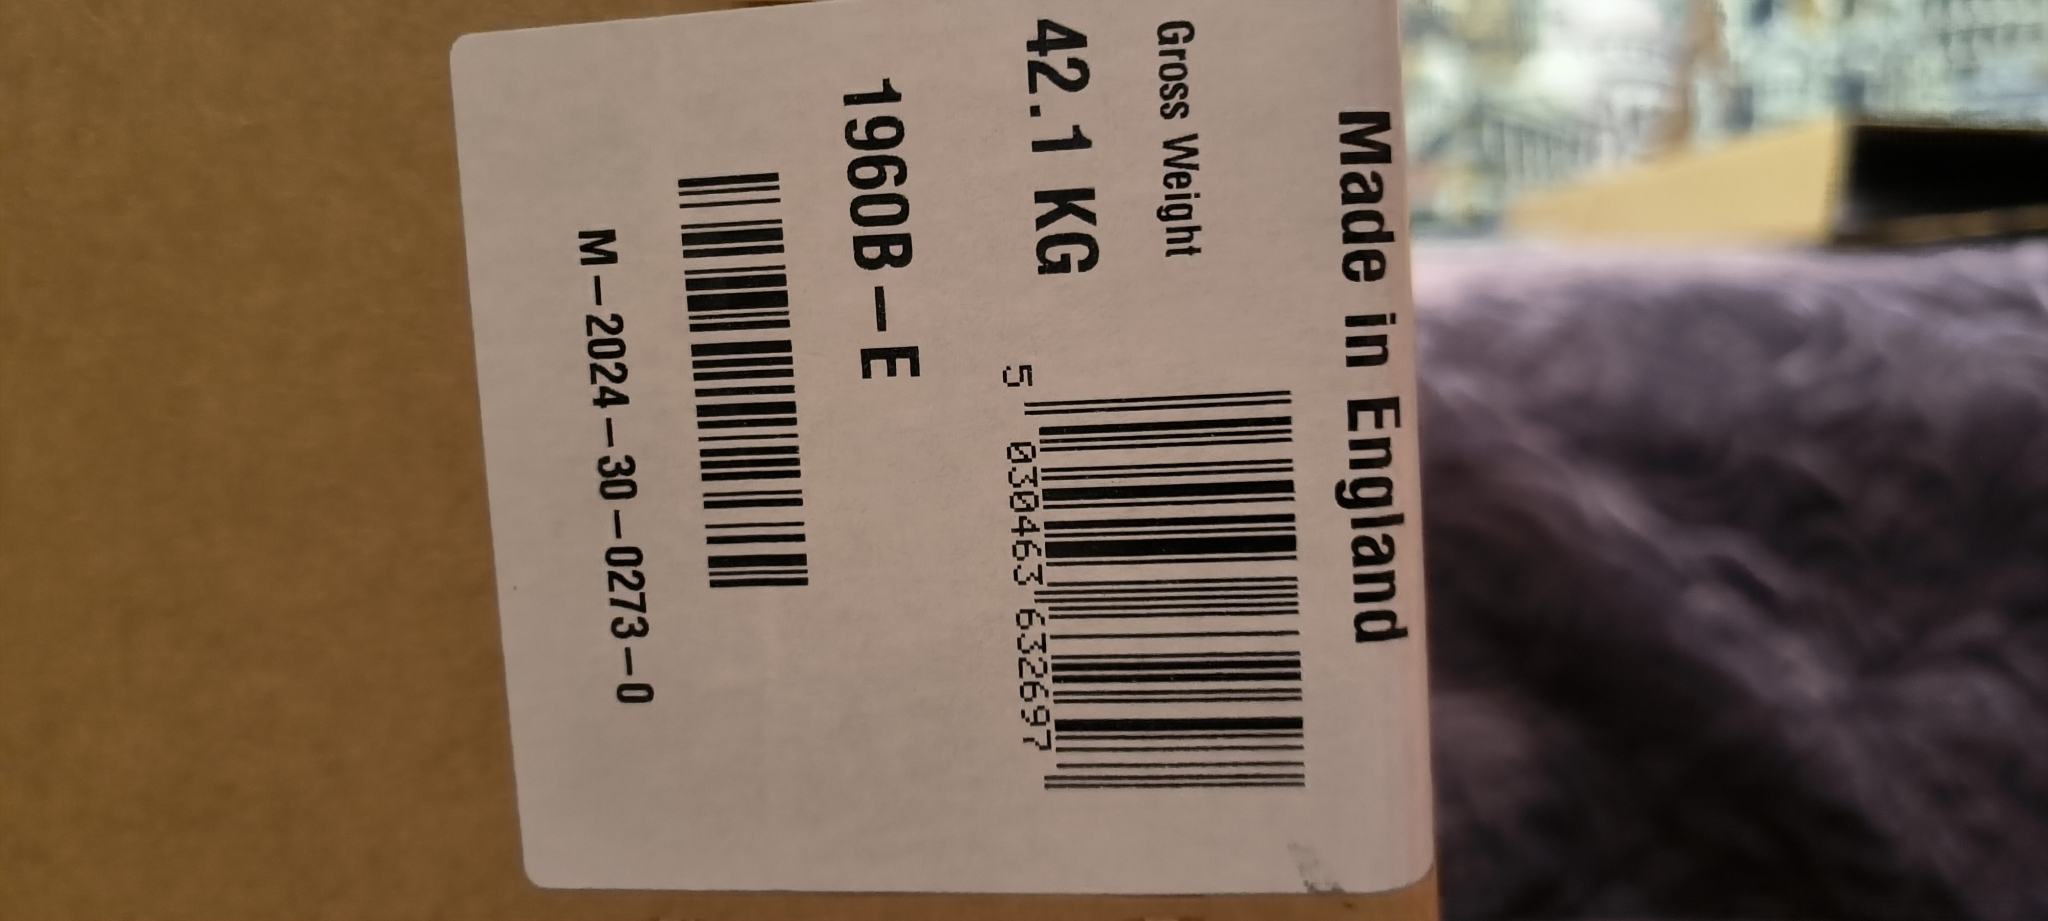 Made in England
Gross Weight
42.1 KG
5 030463 632697
1960B-E
M-2024-30-0273-0